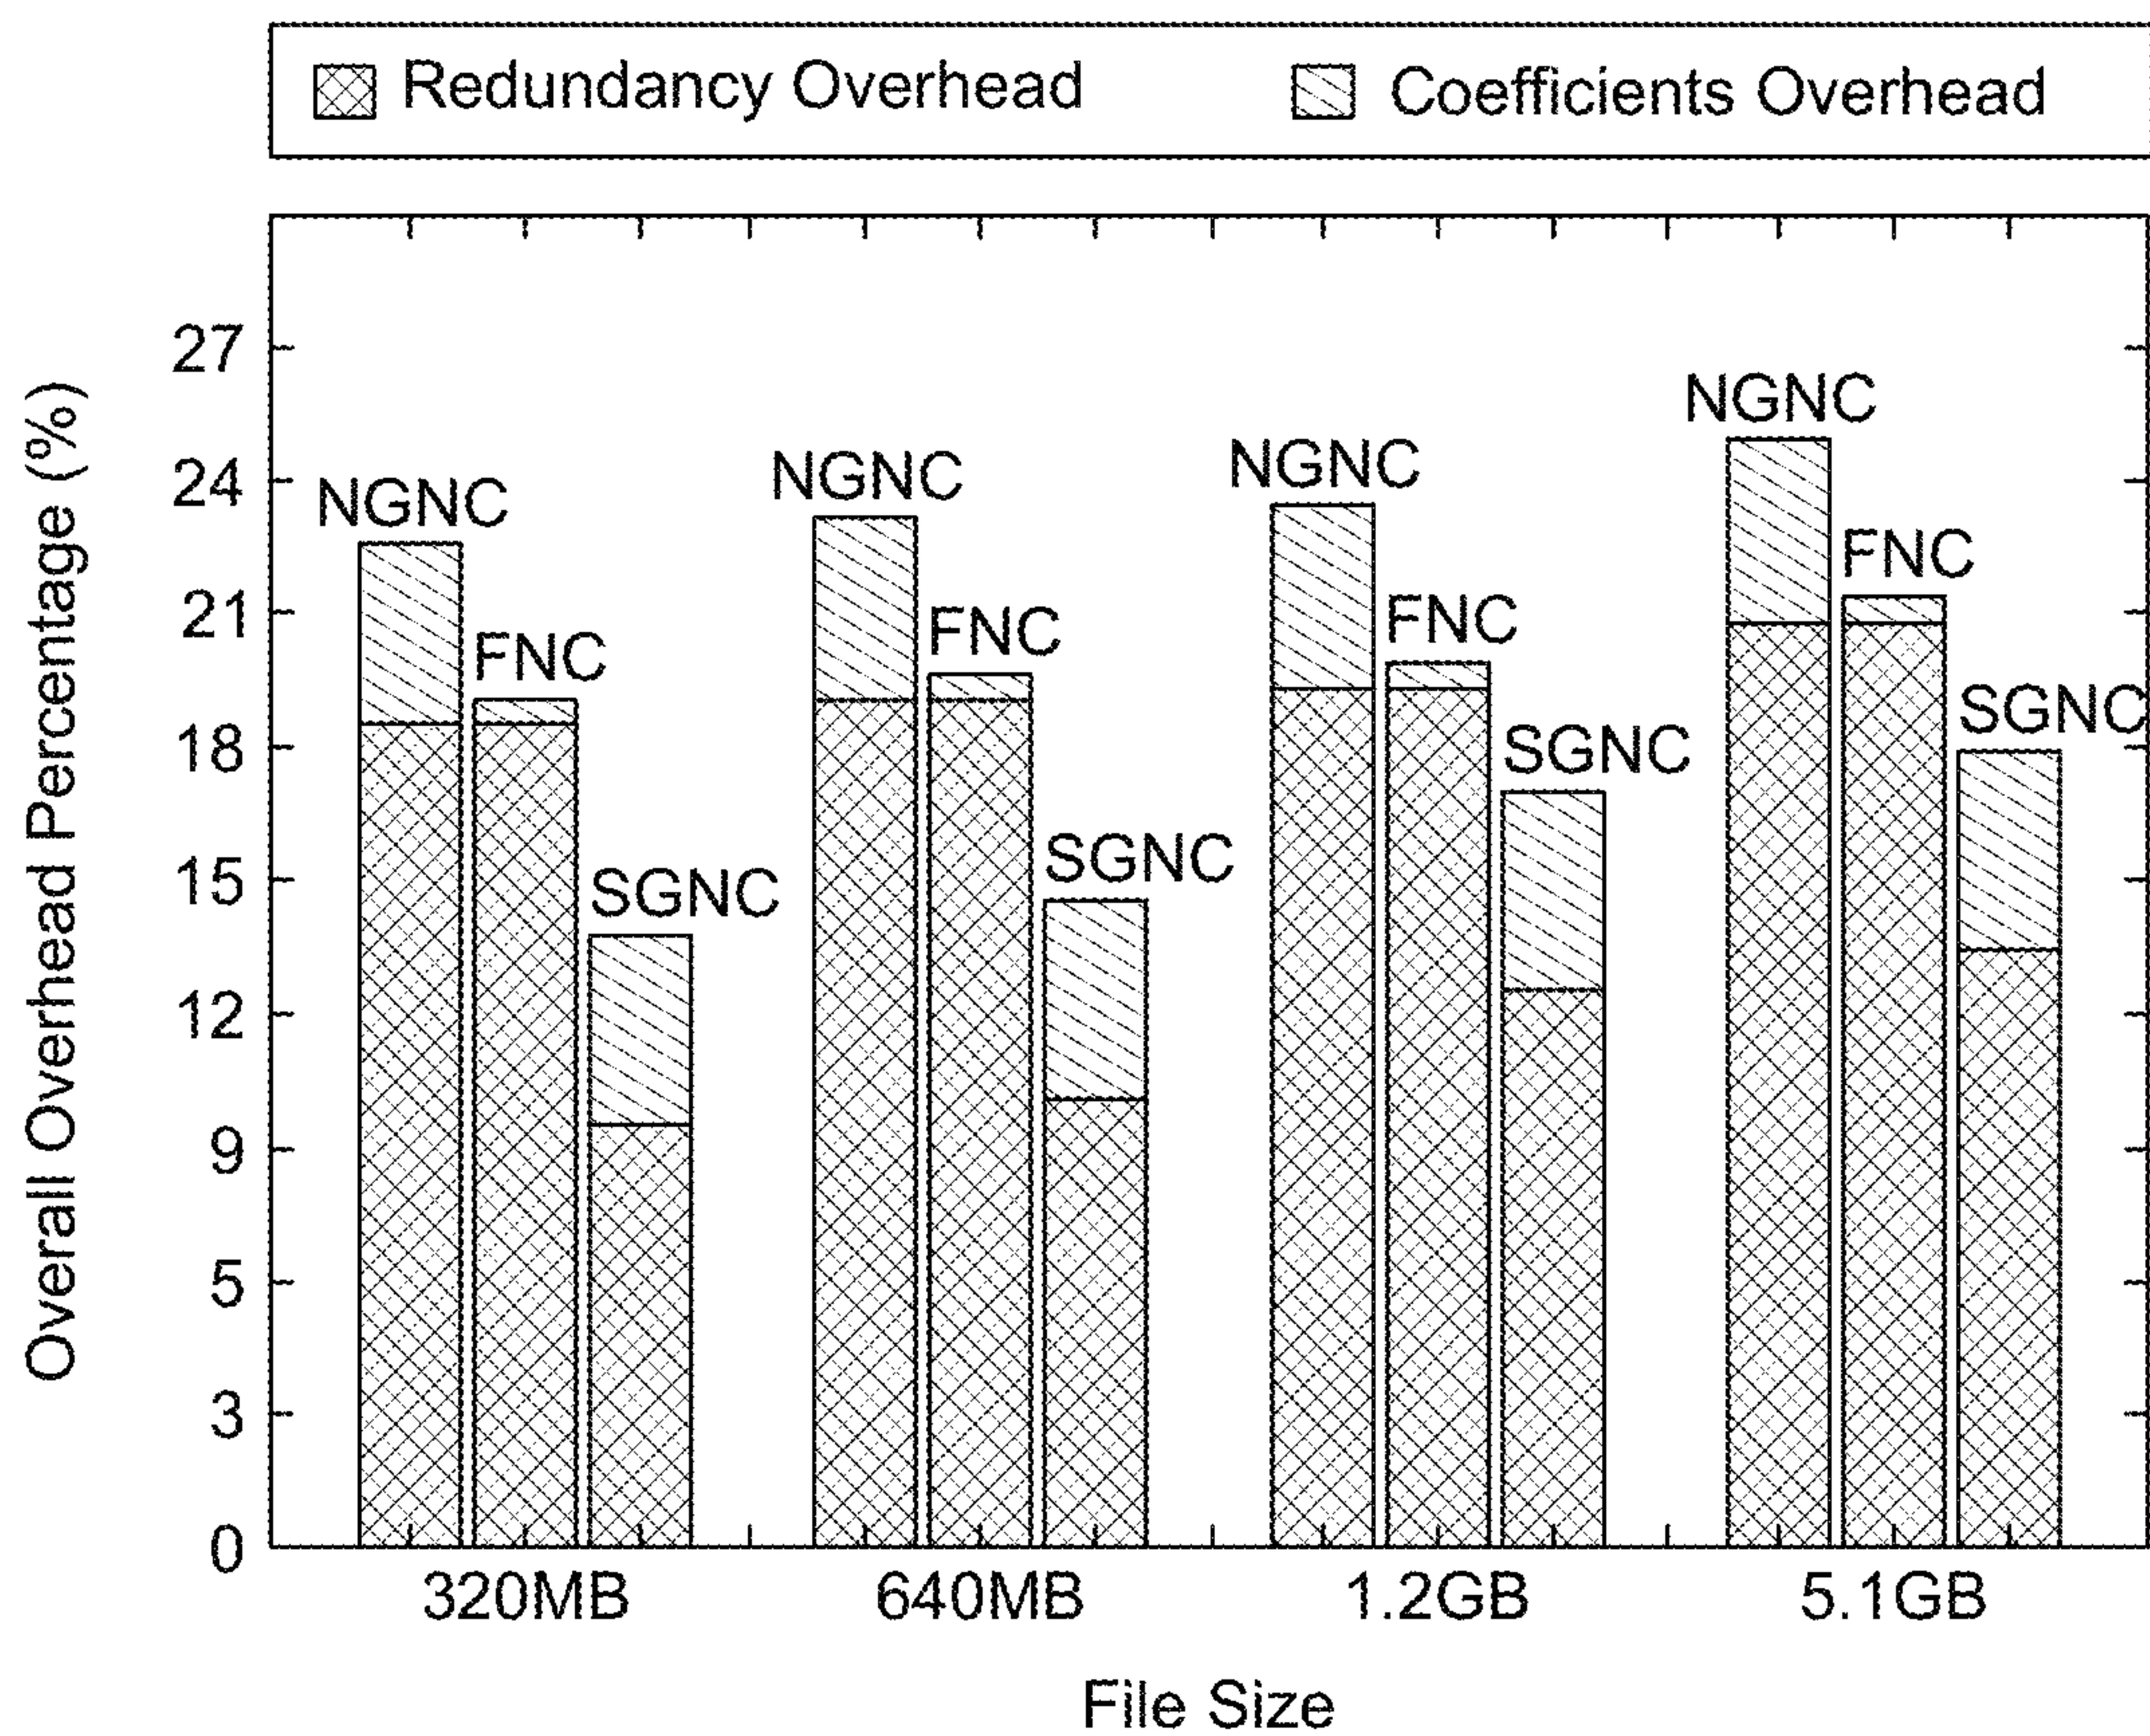 Redundancy Overhead
Coefficients Overhead
Overall Overhead Percentage (%)
27
24
21
18
15
12
9
5
3
0
NGNC
FNC
SGNC
NGNC
FNC
SGNC
NGNC
FNC
SGNC
NGNC
FNC
SGNC
320MB
640MB
1.2GB
5.1GB
File Size